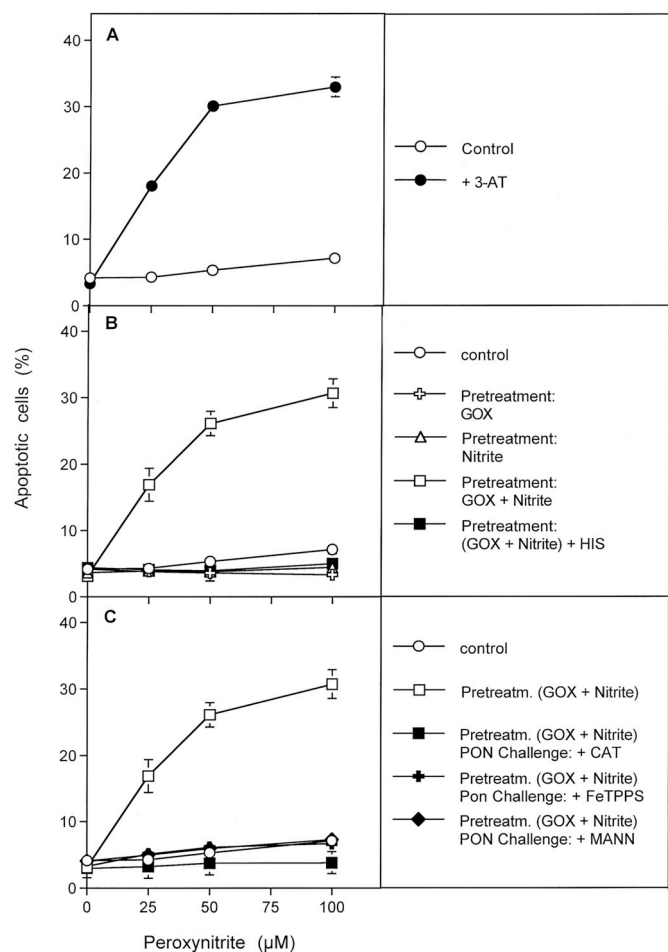 A
40
30
20
10
0
Control
+ 3-AT
B
40
30
20
10
0
control
Pretreatment:
GOX
Pretreatment:
Nitrite
Pretreatment:
GOX + Nitrite
Pretreatment:
(GOX + Nitrite) + HIS
Apoptotic cells (%)
C
40
30
20
10
0
control
Pretreatm. (GOX + Nitrite)
Pretreatm. (GOX + Nitrite)
PON Challenge: + CAT
Pretreatm. (GOX + Nitrite)
Pon Challenge: + FeTPPS
Pretreatm. (GOX + Nitrite)
PON Challenge: + MANN
0 25 50 75 100
Peroxynitrite (µM)